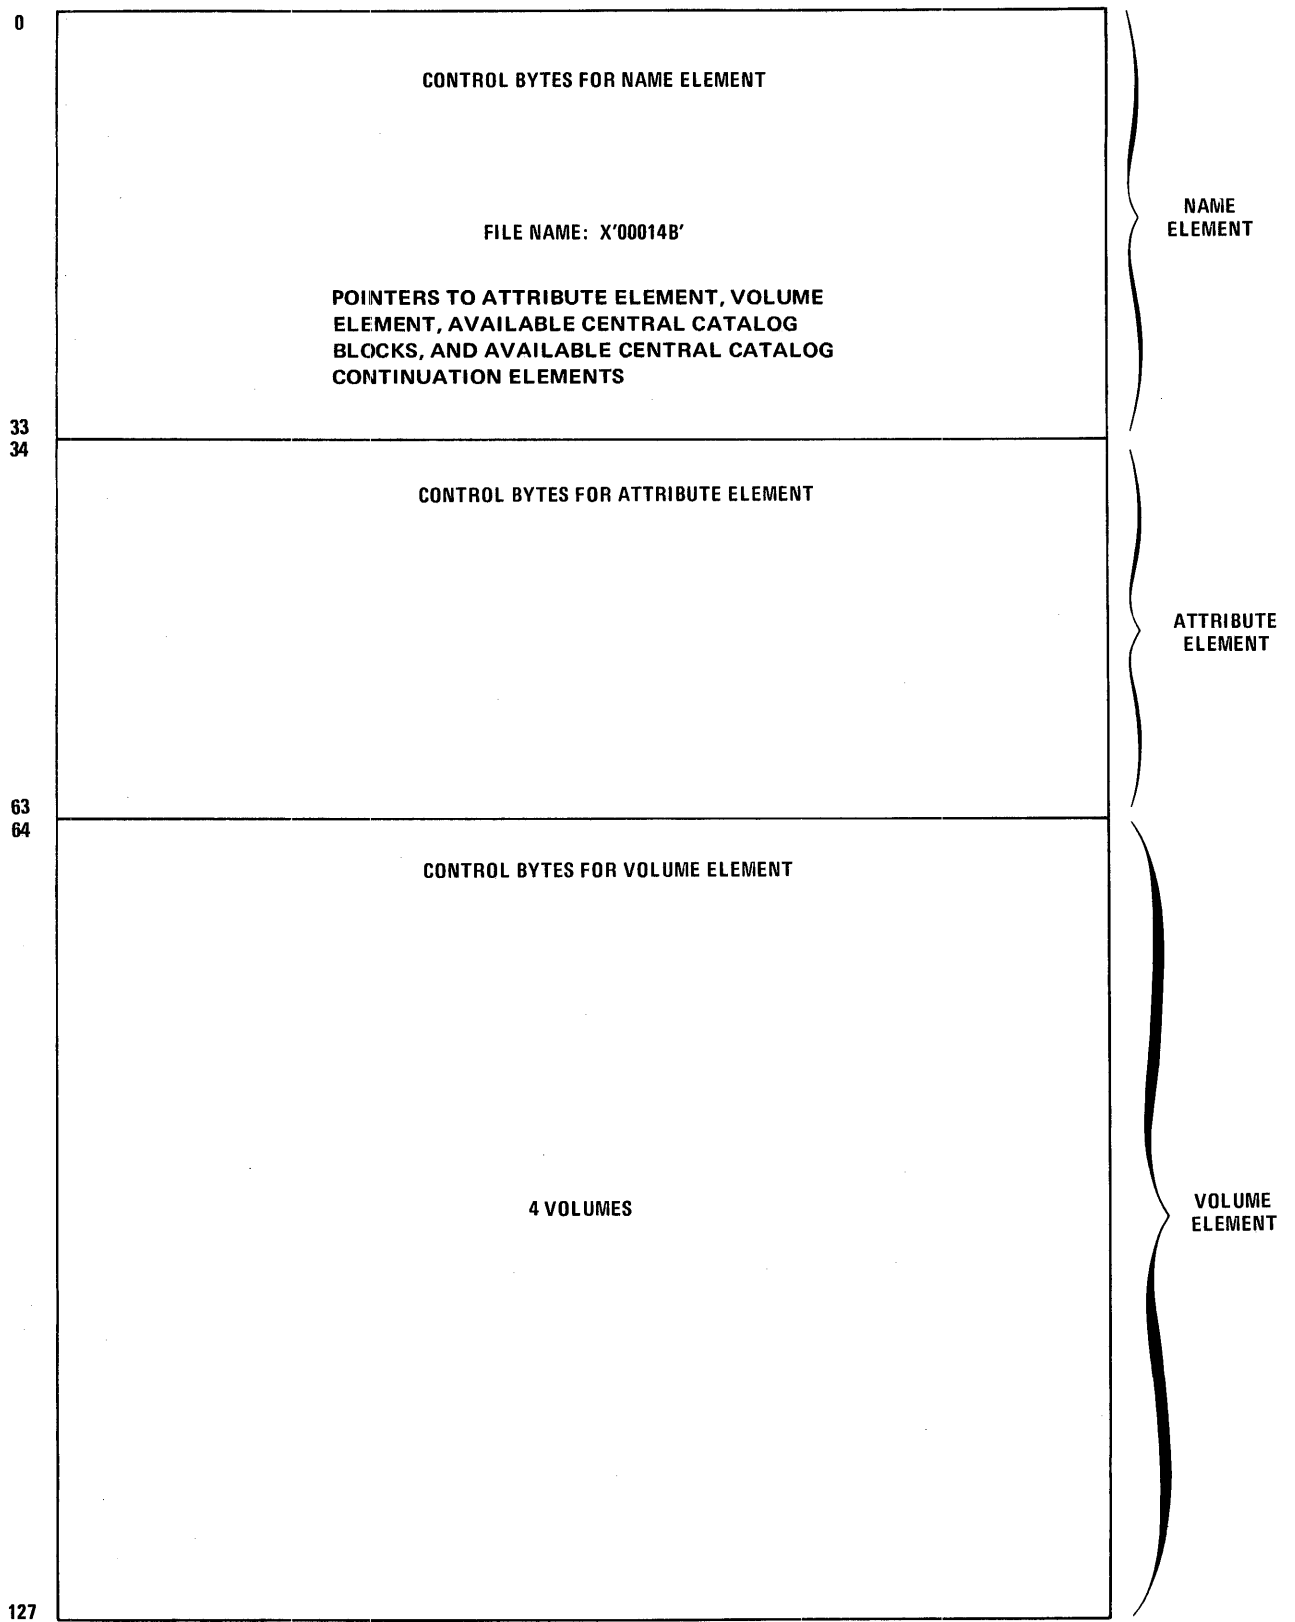 0
CONTROL BYTES FOR NAME ELEMENT
FILE NAME: X'00014B'
NAME
ELEMENT
POINTERS TO ATTRIBUTE ELEMENT, VOLUME
ELEMENT, AVAILABLE CENTRAL CATALOG
BLOCKS, AND AVAILABLE CENTRAL CATALOG
CONTINUATION ELEMENTS
33
34
CONTROL BYTES FOR ATTRIBUTE ELEMENT
ATTRIBUTE
ELEMENT
63
64
CONTROL BYTES FOR VOLUME ELEMENT
4 VOLUMES
VOLUME
ELEMENT
127